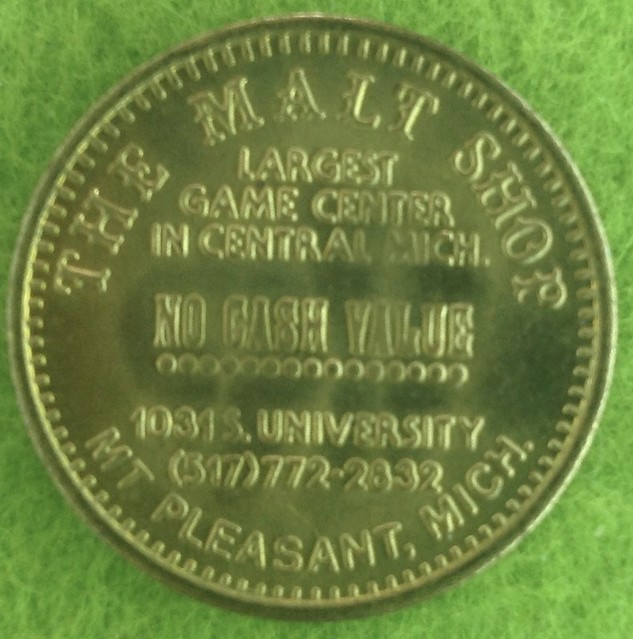 THE MALT SHOP
LARGEST
GAME CENTER
IN CENTRAL MICH.
NO CASH VALUE
1031 S. UNIVERSITY
(517) 772-2832
MT PLEASANT, MICH.